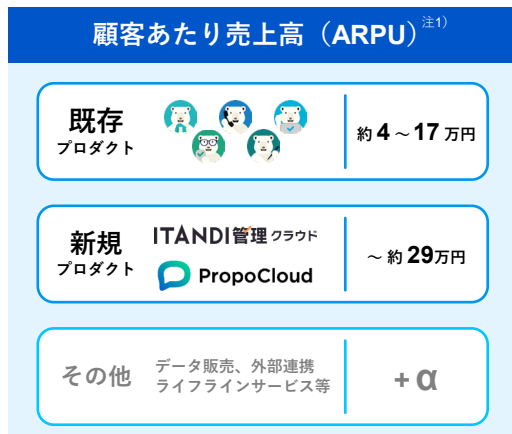 顧客あたり売上高（ARPU）注1）
既存
プロダクト
約 4 ～ 17 万円
新規
プロダクト
ITANDI管理クラウド
PropoCloud
～ 約 29万円
その他
データ販売、外部連携
ライフラインサービス等
+ α